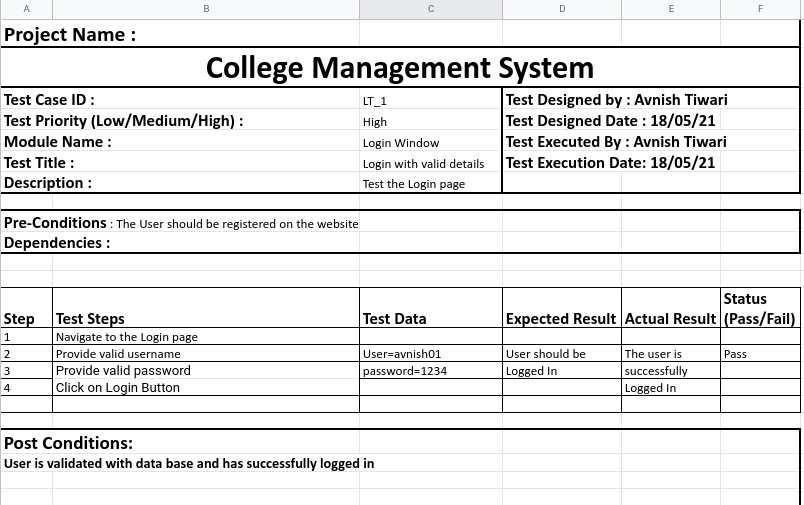 A B C D E F
Project Name :
College Management System
Test Case ID : LT_1 Test Designed by : Avnish Tiwari
Test Priority (Low/Medium/High) : High Test Designed Date : 18/05/21
Module Name : Login Window Test Executed By : Avnish Tiwari
Test Title : Login with valid details Test Execution Date: 18/05/21
Description : Test the Login page
Pre-Conditions : The User should be registered on the website
Dependencies :
Status
Step Test Steps Test Data Expected Result Actual Result (Pass/Fail)
1 Navigate to the Login page
2 Provide valid username User=avnish01 User should be The user is Pass
3 Provide valid password password=1234 Logged In successfully
4 Click on Login Button Logged In
Post Conditions:
User is validated with data base and has successfully logged in